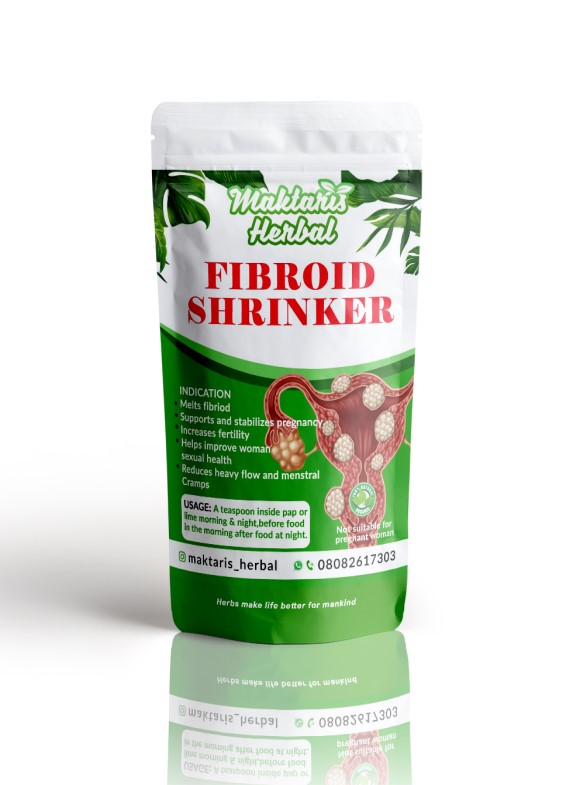 Maktaris
Herbal
FIBROID
SHRINKER
INDICATION
• Melts fibriod
• Supports and stabilizes pregnancy
• Increases fertility
• Helps improve woman
sexual health
• Reduces heavy flow and menstral
Cramps
USAGE: A teaspoon inside pap or
lime morning & night,before food
in the morning after food at night.
Not suitable for
pregnant woman
maktaris_herbal
08082617303
Herbs make life better for mankind